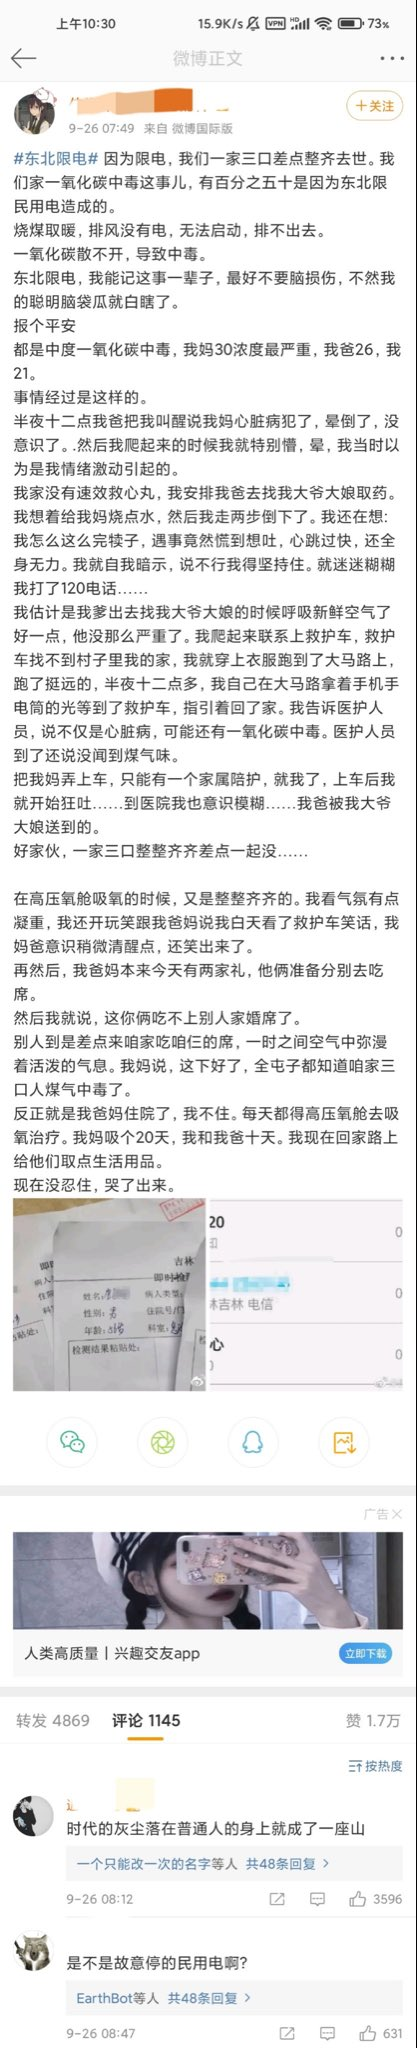 上午10:30
15.9K/s
VPN
HD
73%
微博正文
+关注
9-26 07:49 来自 微博国际版
#东北限电# 因为限电，我们一家三口差点整齐去世。我
们家一氧化碳中毒这事儿，有百分之五十是因为东北限
民用电造成的。
烧煤取暖，排风没有电，无法启动，排不出去。
一氧化碳散不开，导致中毒。
东北限电，我能记这事一辈子，最好不要脑损伤，不然我
的聪明脑袋瓜就白瞎了。
报个平安
都是中度一氧化碳中毒，我妈30浓度最严重，我爸26，我
21。
事情经过是这样的。
半夜十二点我爸把我叫醒说我妈心脏病犯了，晕倒了，没
意识了。.然后我爬起来的时候我就特别懵，晕，我当时以
为是我情绪激动引起的。
我家没有速效救心丸，我安排我爸去找我大爷大娘取药。
我想着给我妈烧点水，然后我走两步倒下了。我还在想:
我怎么这么完犊子，遇事竟然慌到想吐，心跳过快，还全
身无力。我就自我暗示，说不行我得坚持住。就迷迷糊糊
我打了120电话……
我估计是我爹出去找我大爷大娘的时候呼吸新鲜空气了
好一点，他没那么严重了。我爬起来联系上救护车，救护
车找不到村子里我的家，我就穿上衣服跑到了大马路上，
跑了挺远的，半夜十二点多，我自己在大马路拿着手机手
电筒的光等到了救护车，指引着回了家。我告诉医护人
员，说不仅是心脏病，可能还有一氧化碳中毒。医护人员
到了还说没闻到煤气味。
把我妈弄上车，只能有一个家属陪护，就我了，上车后我
就开始狂吐……到医院我也意识模糊……我爸被我大爷
大娘送到的。
好家伙，一家三口整整齐齐差点一起没……
在高压氧舱吸氧的时候，又是整整齐齐的。我看气氛有点
凝重，我还开玩笑跟我爸妈说我白天看了救护车笑话，我
妈爸意识稍微清醒点，还笑出来了。
再然后，我爸妈本来今天有两家礼，他俩准备分别去吃
席。
然后我就说，这你俩吃不上别人家婚席了。
别人到是差点来咱家吃咱仨的席，一时之间空气中弥漫
着活泼的气息。我妈说，这下好了，全屯子都知道咱家三
口人煤气中毒了。
反正就是我爸妈住院了，我不住。每天都得高压氧舱去吸
氧治疗。我妈吸个20天，我和我爸十天。我现在回家路上
给他们取点生活用品。
现在没忍住，哭了出来。
吉林
即时检
姓名:
病人类型:
性别:
住院号/门
年龄:
科室:
检测结果粘贴处:
20
0
林吉林 电信
0
心
0
广告
人类高质量丨兴趣交友app
立即下载
转发 4869 评论 1145 赞 1.7万
按热度
时代的灰尘落在普通人的身上就成了一座山
一个只能改一次的名字等人 共48条回复 >
9-26 08:12
3596
是不是故意停的民用电啊?
EarthBot等人 共48条回复 >
9-26 08:47
631